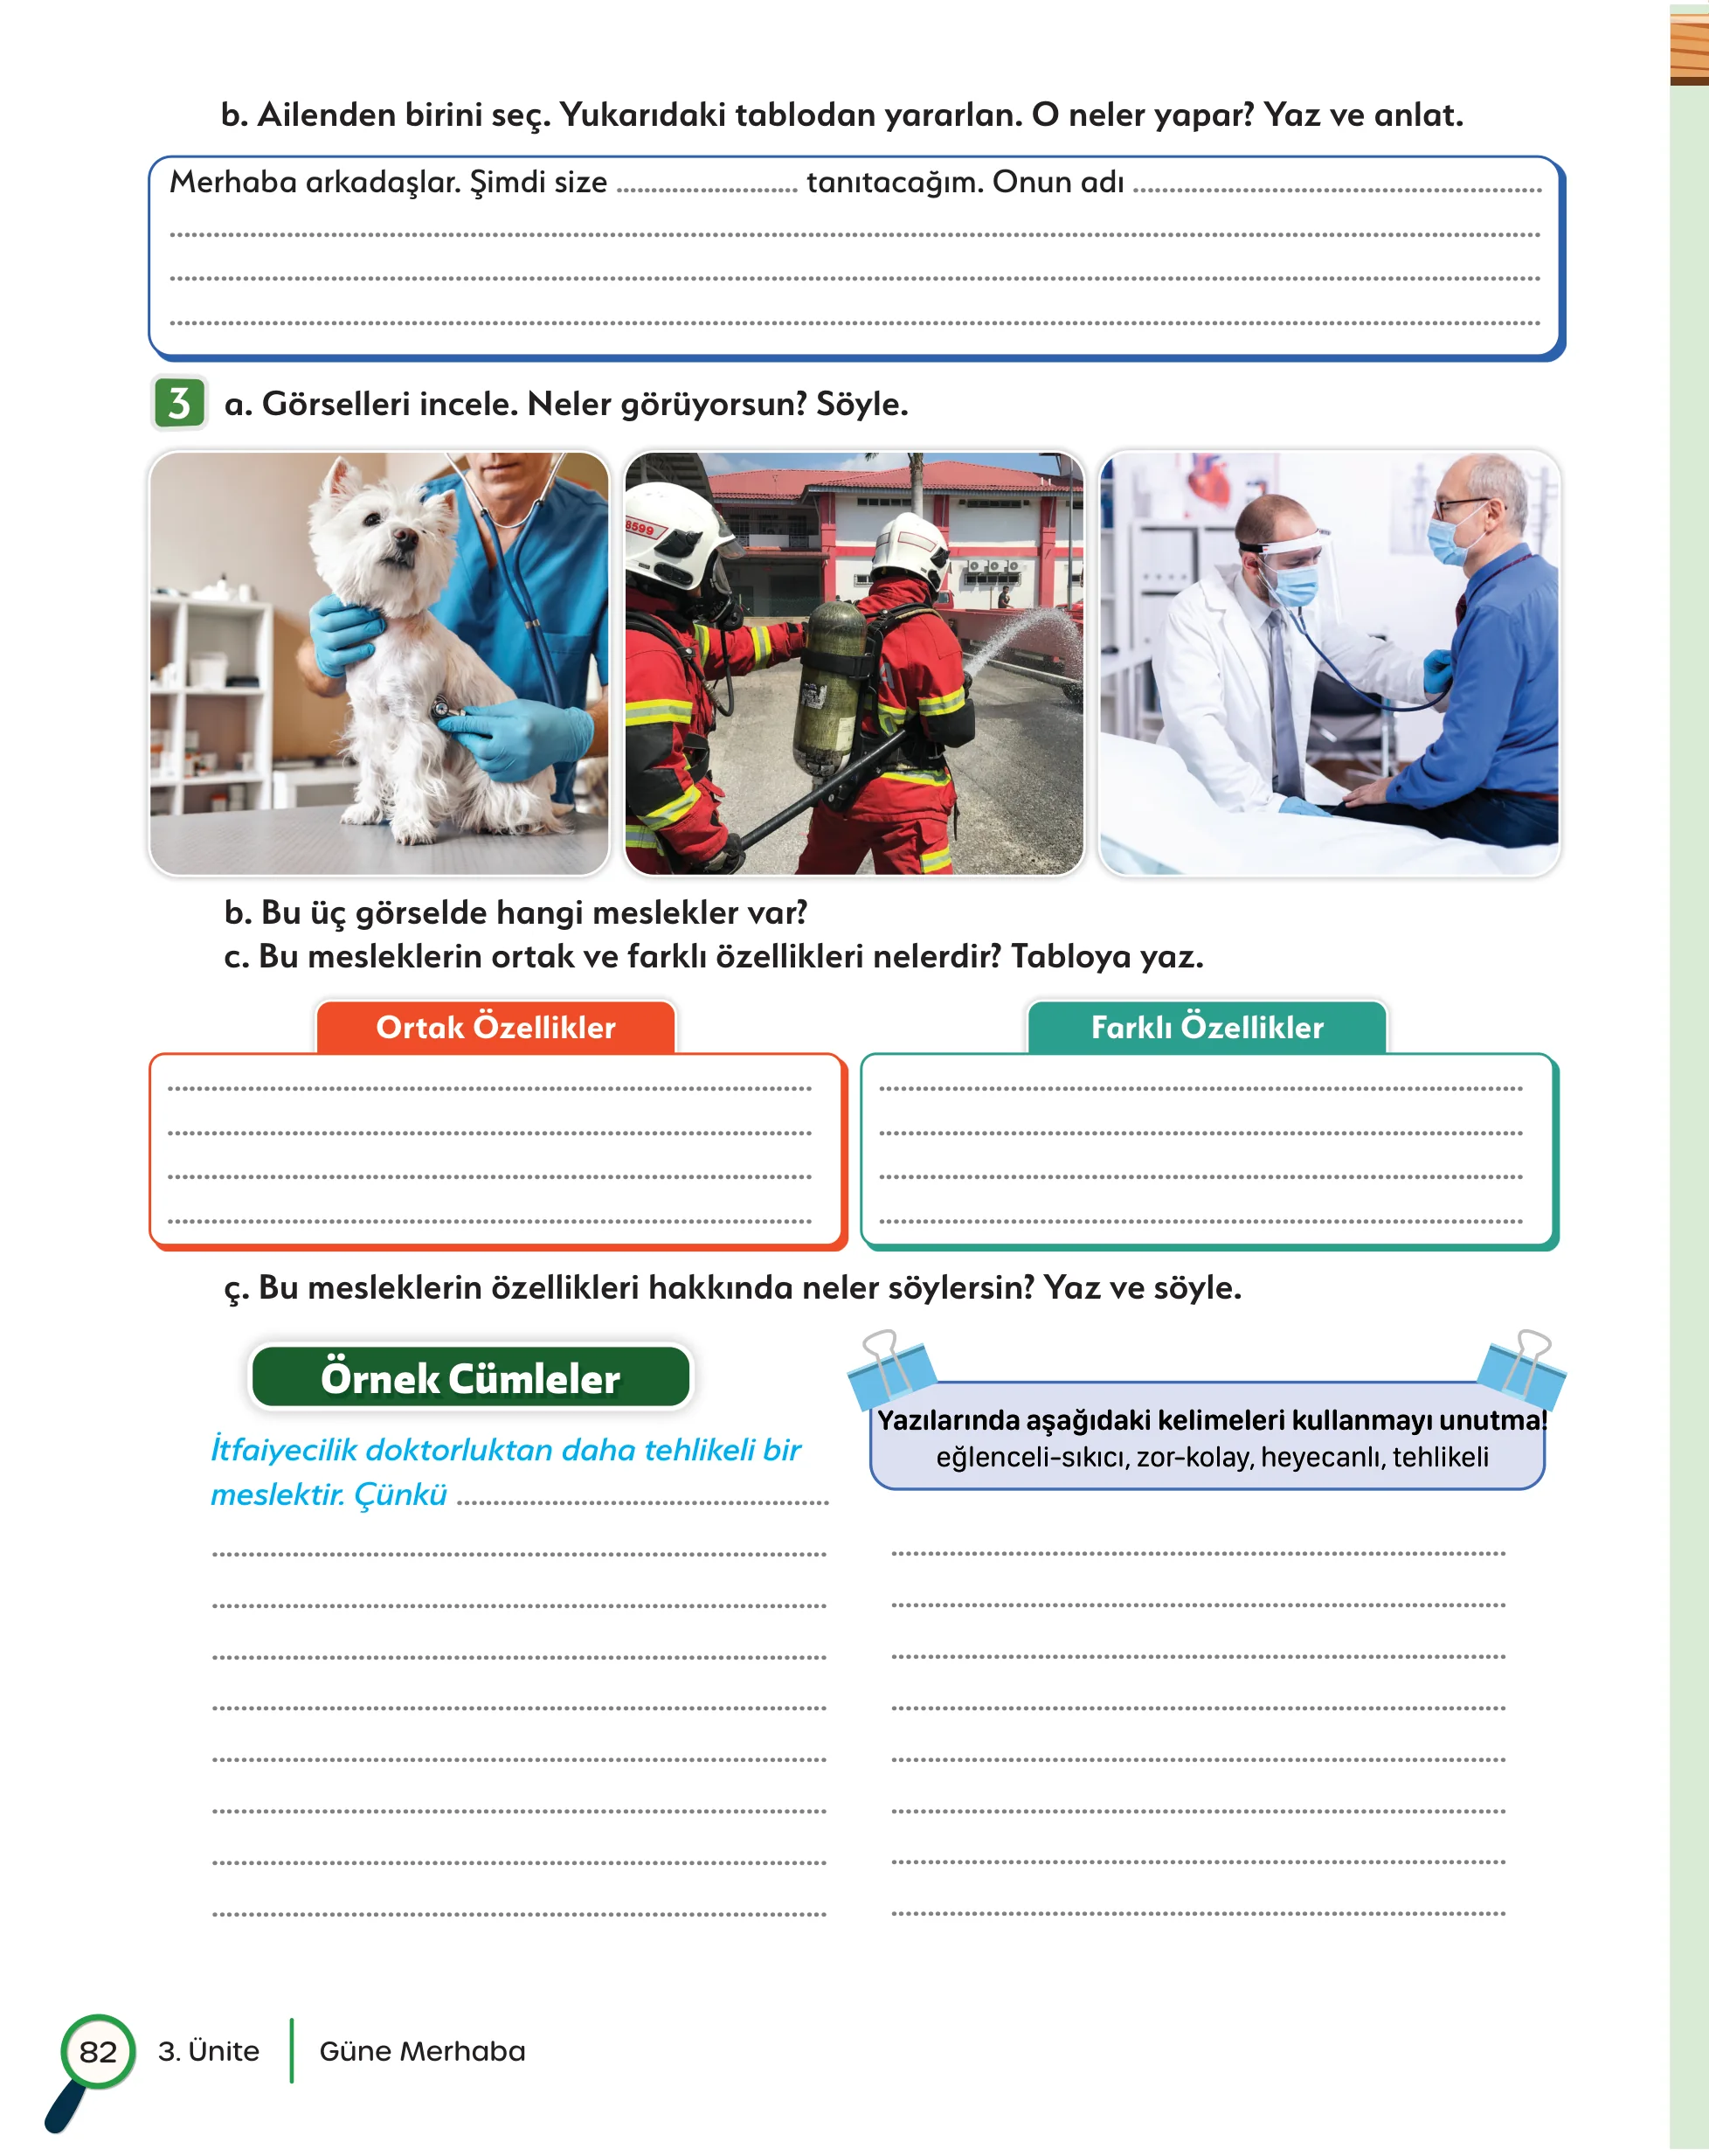 b. Ailenden birini seç. Yukarıdaki tablodan yararlan. O neler yapar? Yaz ve anlat.
Merhaba arkadaşlar. Şimdi size ........................ tanıtacağım. Onun adı ......................................................
3 a. Görselleri incele. Neler görüyorsun? Söyle.
8599
b. Bu üç görselde hangi meslekler var?
c. Bu mesleklerin ortak ve farklı özellikleri nelerdir? Tabloya yaz.
Ortak Özellikler
Farklı Özellikler
ç. Bu mesleklerin özellikleri hakkında neler söylersin? Yaz ve söyle.
Örnek Cümleler
İtfaiyecilik doktorluktan daha tehlikeli bir
meslektir. Çünkü ..................................................
Yazılarında aşağıdaki kelimeleri kullanmayı unutma!
eğlenceli-sıkıcı, zor-kolay, heyecanlı, tehlikeli
82 3. Ünite Güne Merhaba